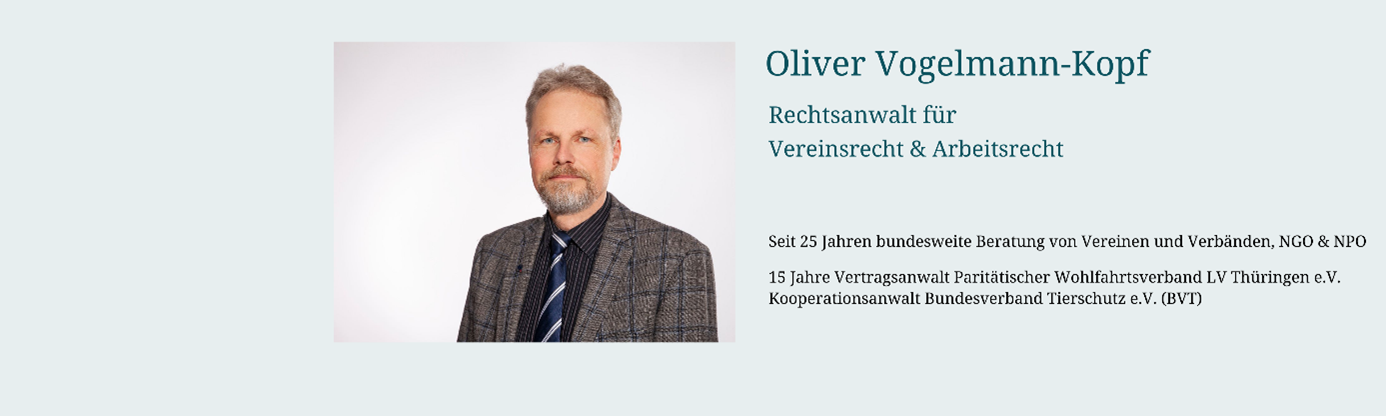 Oliver Vogelmann-Kopf
Rechtsanwalt für
Vereinsrecht & Arbeitsrecht
Seit 25 Jahren bundesweite Beratung von Vereinen und Verbänden, NGO & NPO
15 Jahre Vertragsanwalt Paritätischer Wohlfahrtsverband LV Thüringen e.V.
Kooperationsanwalt Bundesverband Tierschutz e.V. (BVT)